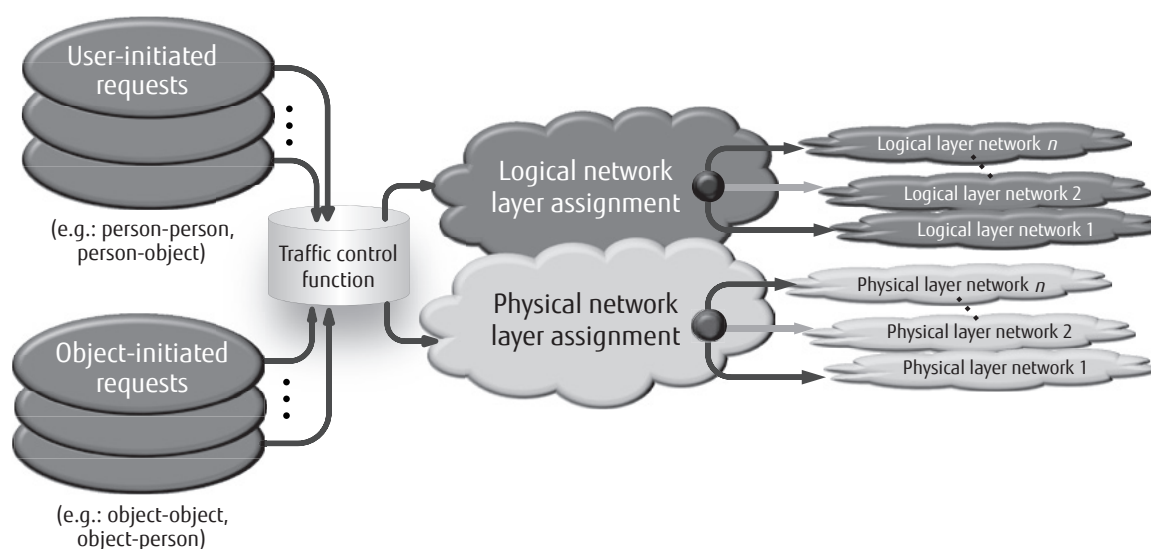 User-initiated
requests
(e.g.: person-person,
person-object)
Object-initiated
requests
(e.g.: object-object,
object-person)
Traffic control
function
Logical network
layer assignment
Physical network
layer assignment
Logical layer network n
Logical layer network 2
Logical layer network 1
Physical layer network n
Physical layer network 2
Physical layer network 1